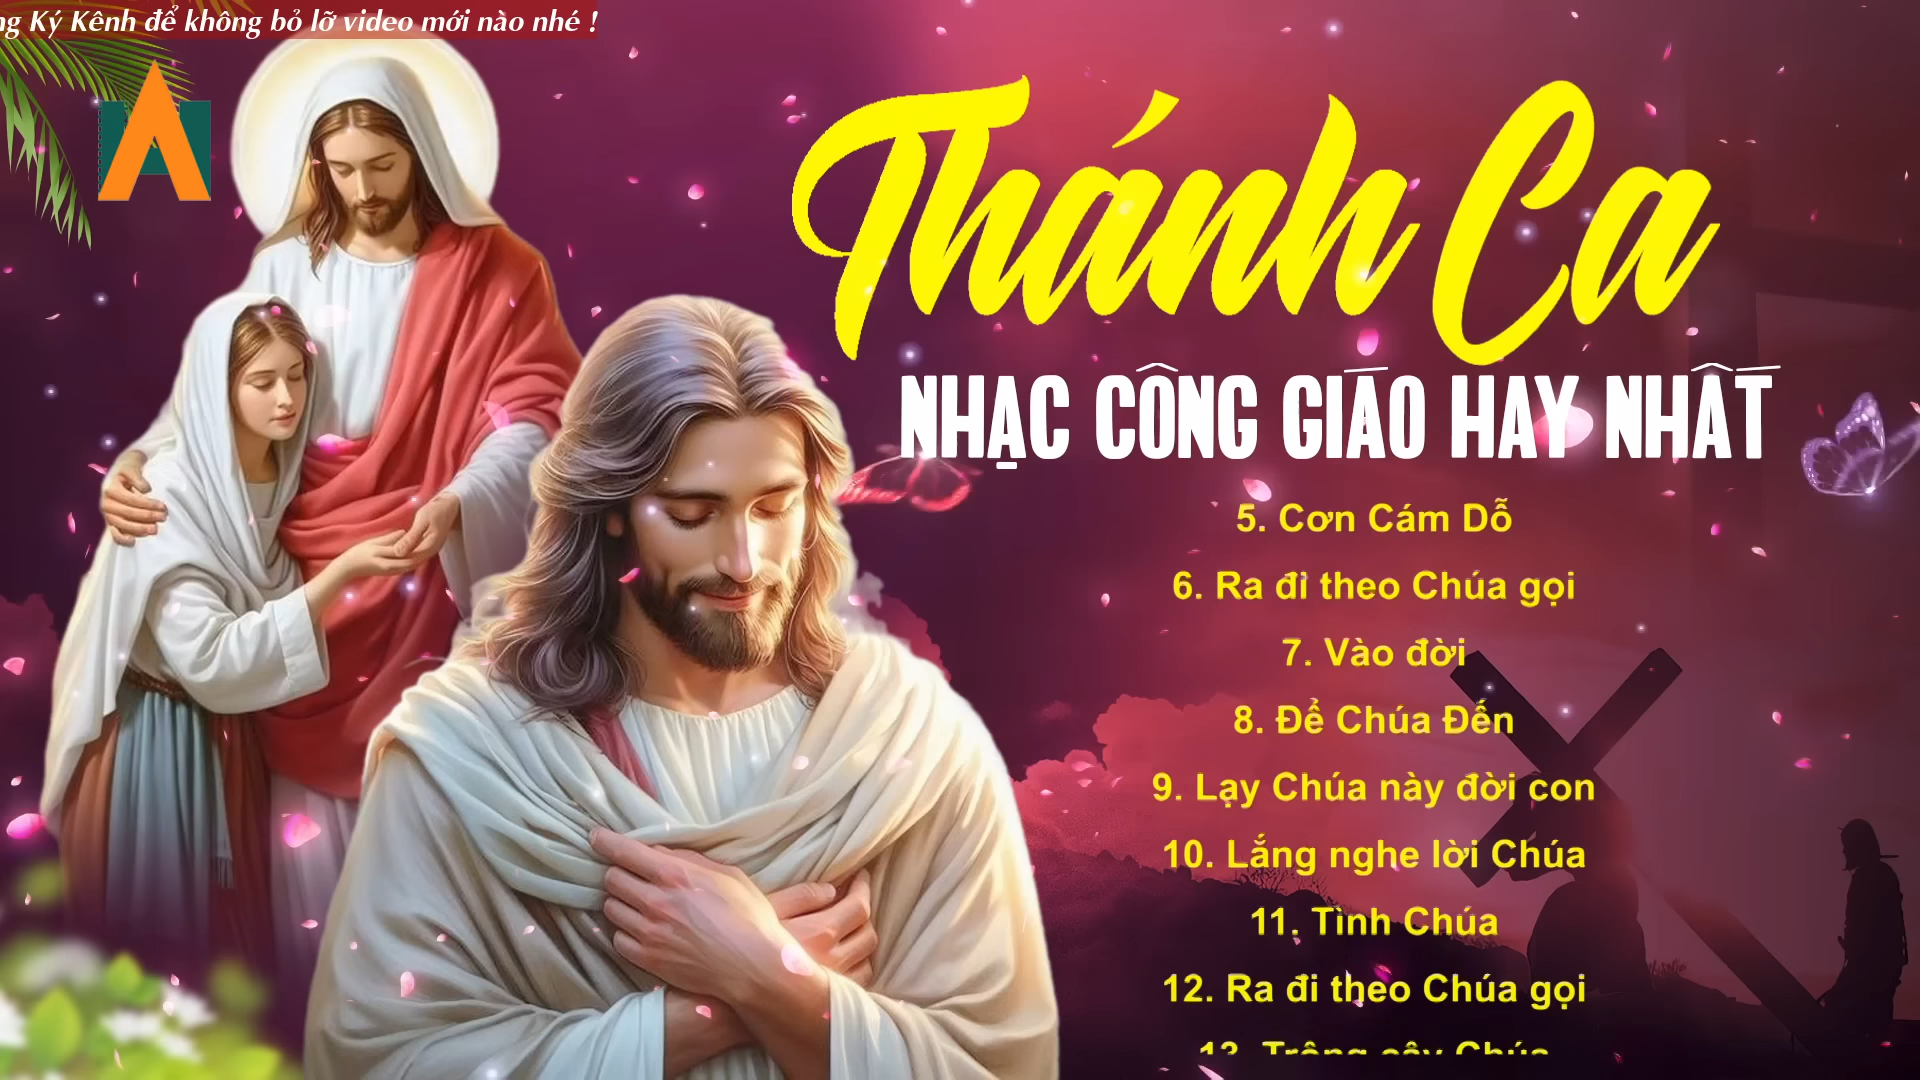 Ký Kênh để không bỏ lỡ video mới nào nhé !
Thánh Ca
NHẠC CÔNG GIÁO HAY NHẤT
5. Cơn Cám Dỗ
6. Ra đi theo Chúa gọi
7. Vào đời
8. Để Chúa Đến
9. Lạy Chúa này đời con
10. Lắng nghe lời Chúa
11. Tình Chúa
12. Ra đi theo Chúa gọi